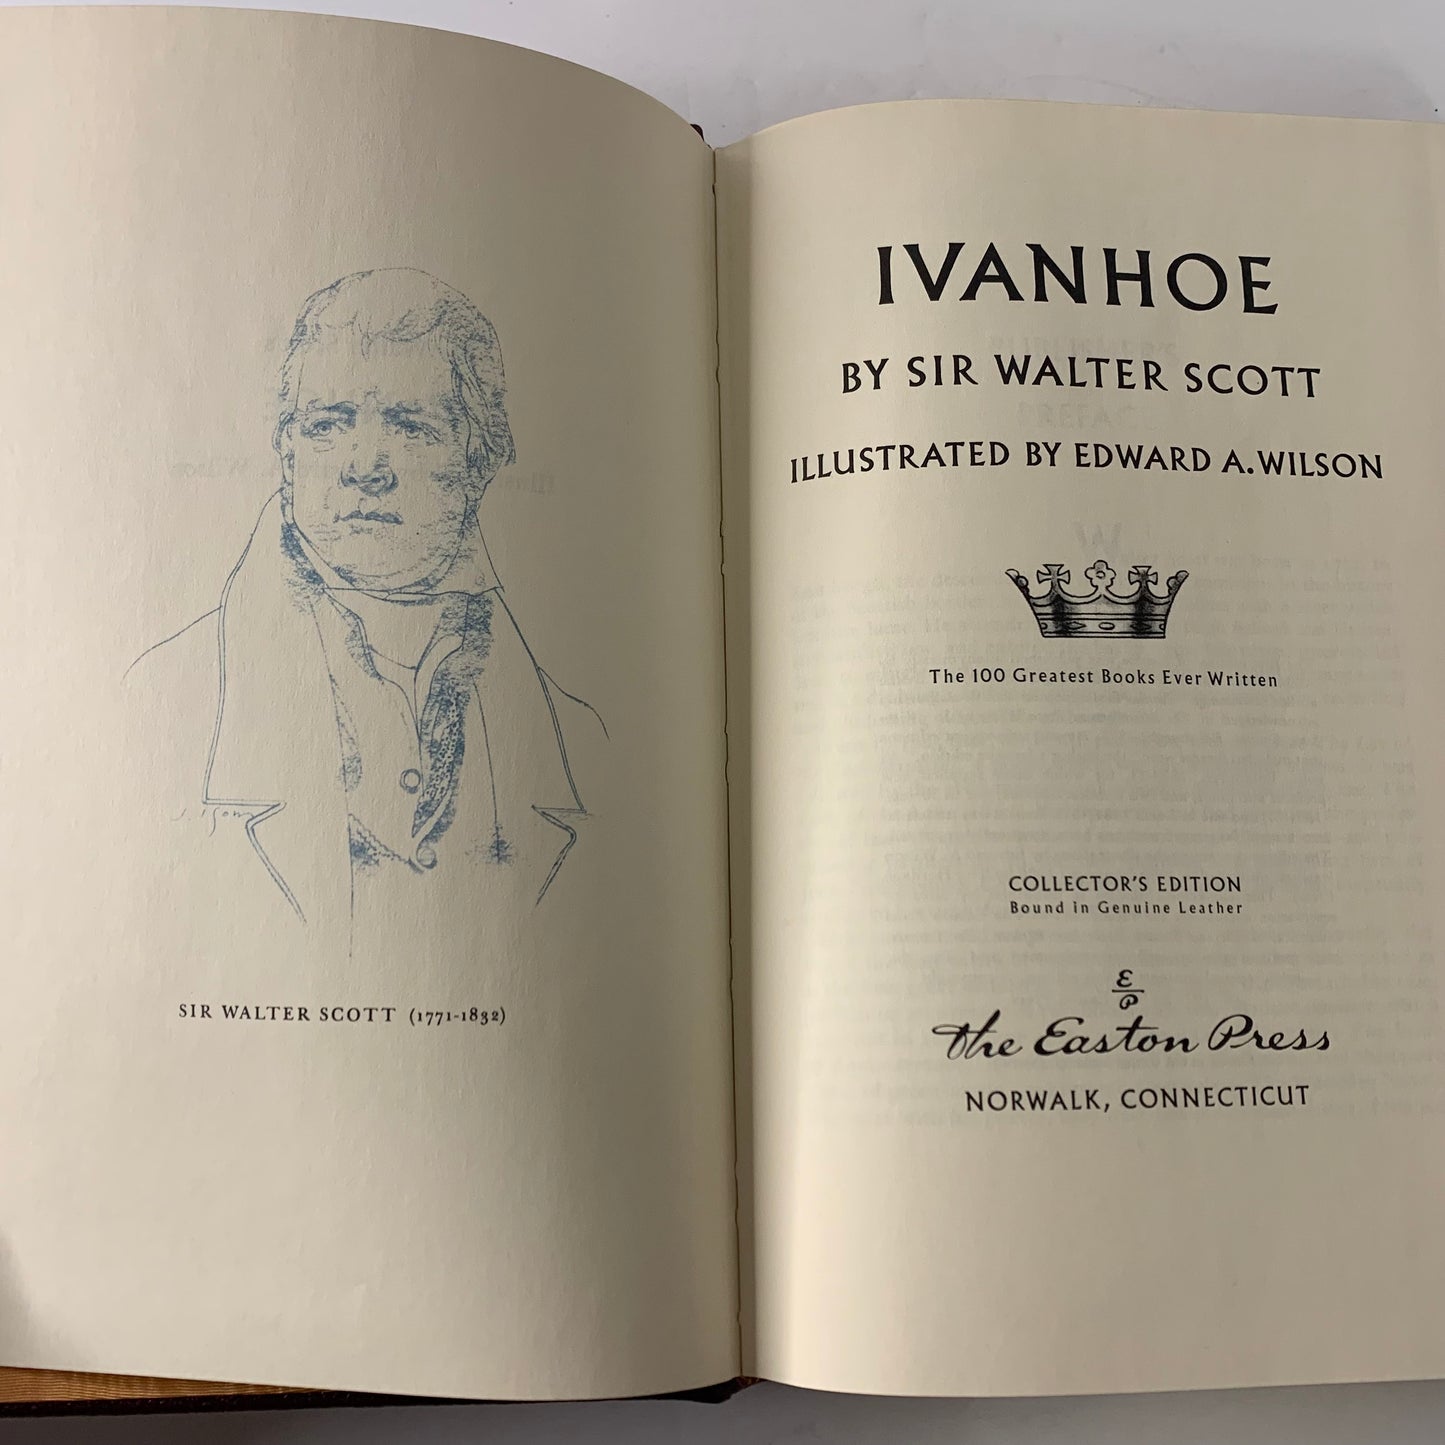 SIR WALTER SCOTT (1771-1832)
IVANHOE
BY SIR WALTER SCOTT
ILLUSTRATED BY EDWARD A. WILSON
The 100 Greatest Books Ever Written
COLLECTOR'S EDITION
Bound in Genuine Leather
E
P
The Easton Press
NORWALK, CONNECTICUT